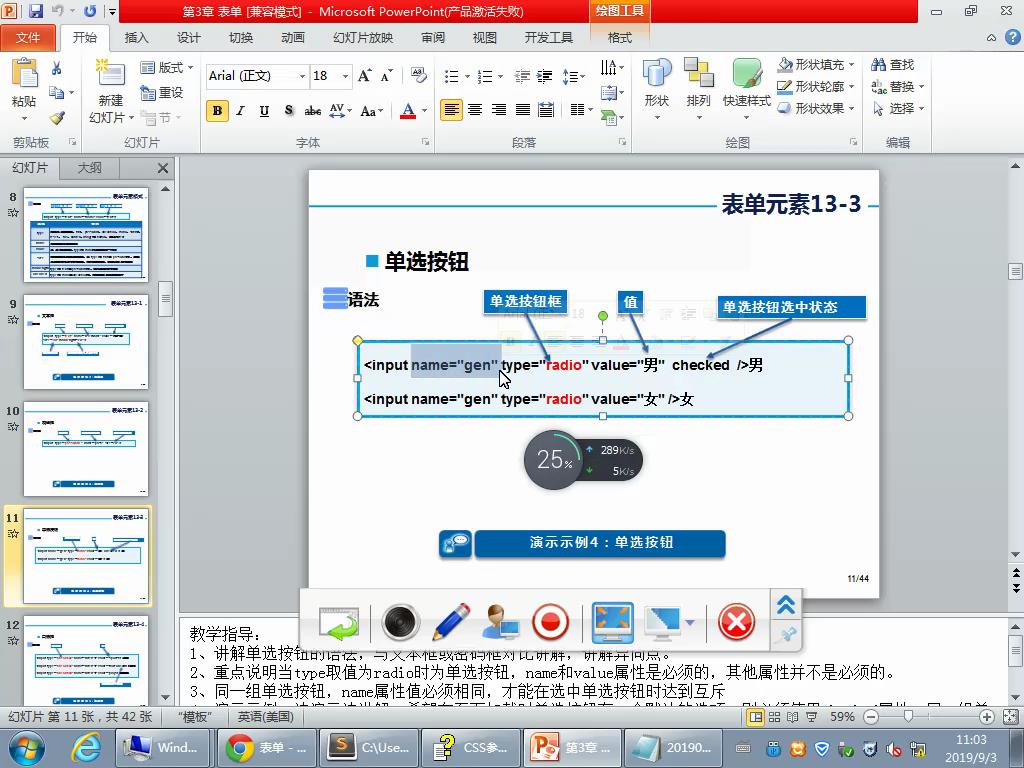 第3章 表单 [兼容模式] - Microsoft PowerPoint(产品激活失败)
绘图工具
文件 开始 插入 设计 切换 动画 幻灯片放映 审阅 视图 开发工具 格式
粘贴 新建 幻灯片 版式 重设 节
Arial (正文) 18
形状 排列 快速样式 形状填充 形状轮廓 形状效果
查找 替换 选择
剪贴板 幻灯片 字体 段落 绘图 编辑
幻灯片 大纲
8
9
10
11
12
表单元素13-3
单选按钮
语法
单选按钮框 值 单选按钮选中状态
<input name="gen" type="radio" value="男" checked />男
<input name="gen" type="radio" value="女" />女
25%
289K/s
5K/s
演示示例4：单选按钮
11/44
教学指导：
1、讲解单选按钮的语法，与文本框或密码框对比讲解，讲解异同点。
2、重点说明当type取值为radio时为单选按钮，name和value属性是必须的，其他属性并不是必须的。
3、同一组单选按钮，name属性值必须相同，才能在选中单选按钮时达到互斥
幻灯片 第 11 张，共 42 张 "模板" 英语(美国) 59%
Wind... 表单 - ... C:\Use... CSS参... 第3章 ... 20190...
11:03
2019/9/3